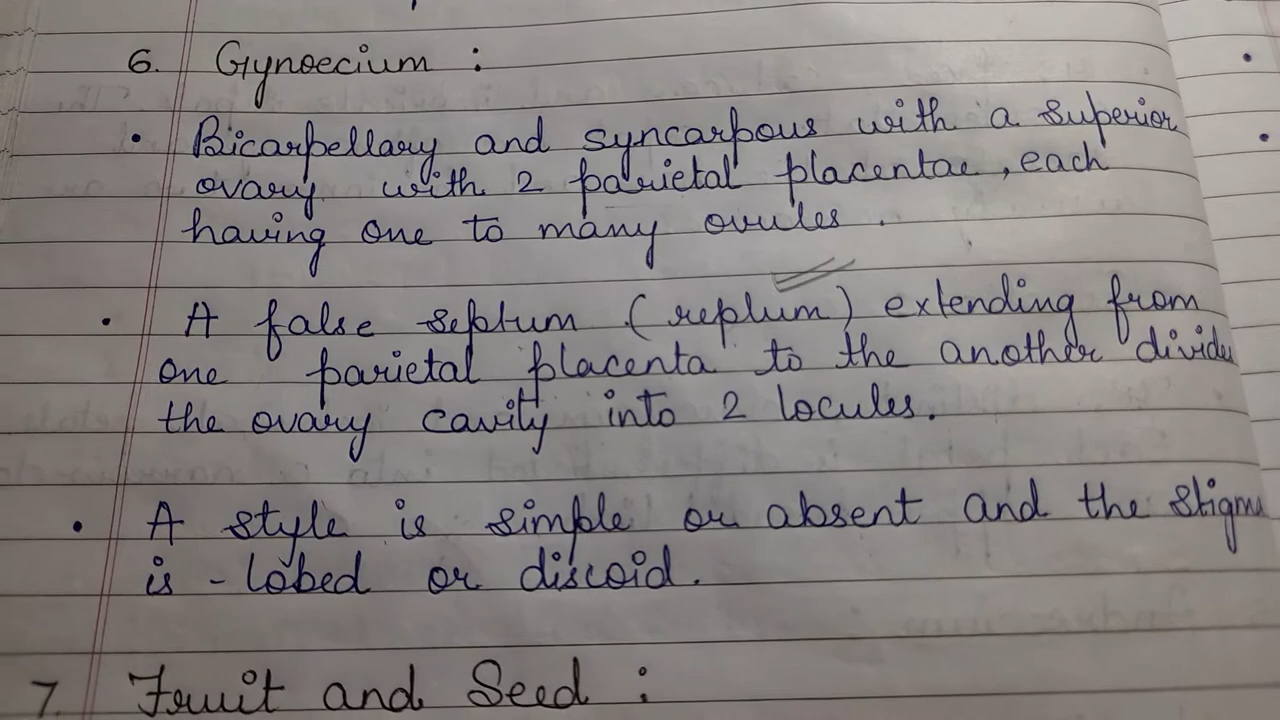 6. Gynoecium :
• Bicarpellary and syncarpous with a superior
ovary with 2 parietal placentae, each
having one to many ovules.
• A false septum (replum) extending from
one parietal placenta to the another divide
the ovary cavity into 2 locules.
• A style is simple or absent and the stigm
is - lobed or discoid.
7. Fruit and Seed :